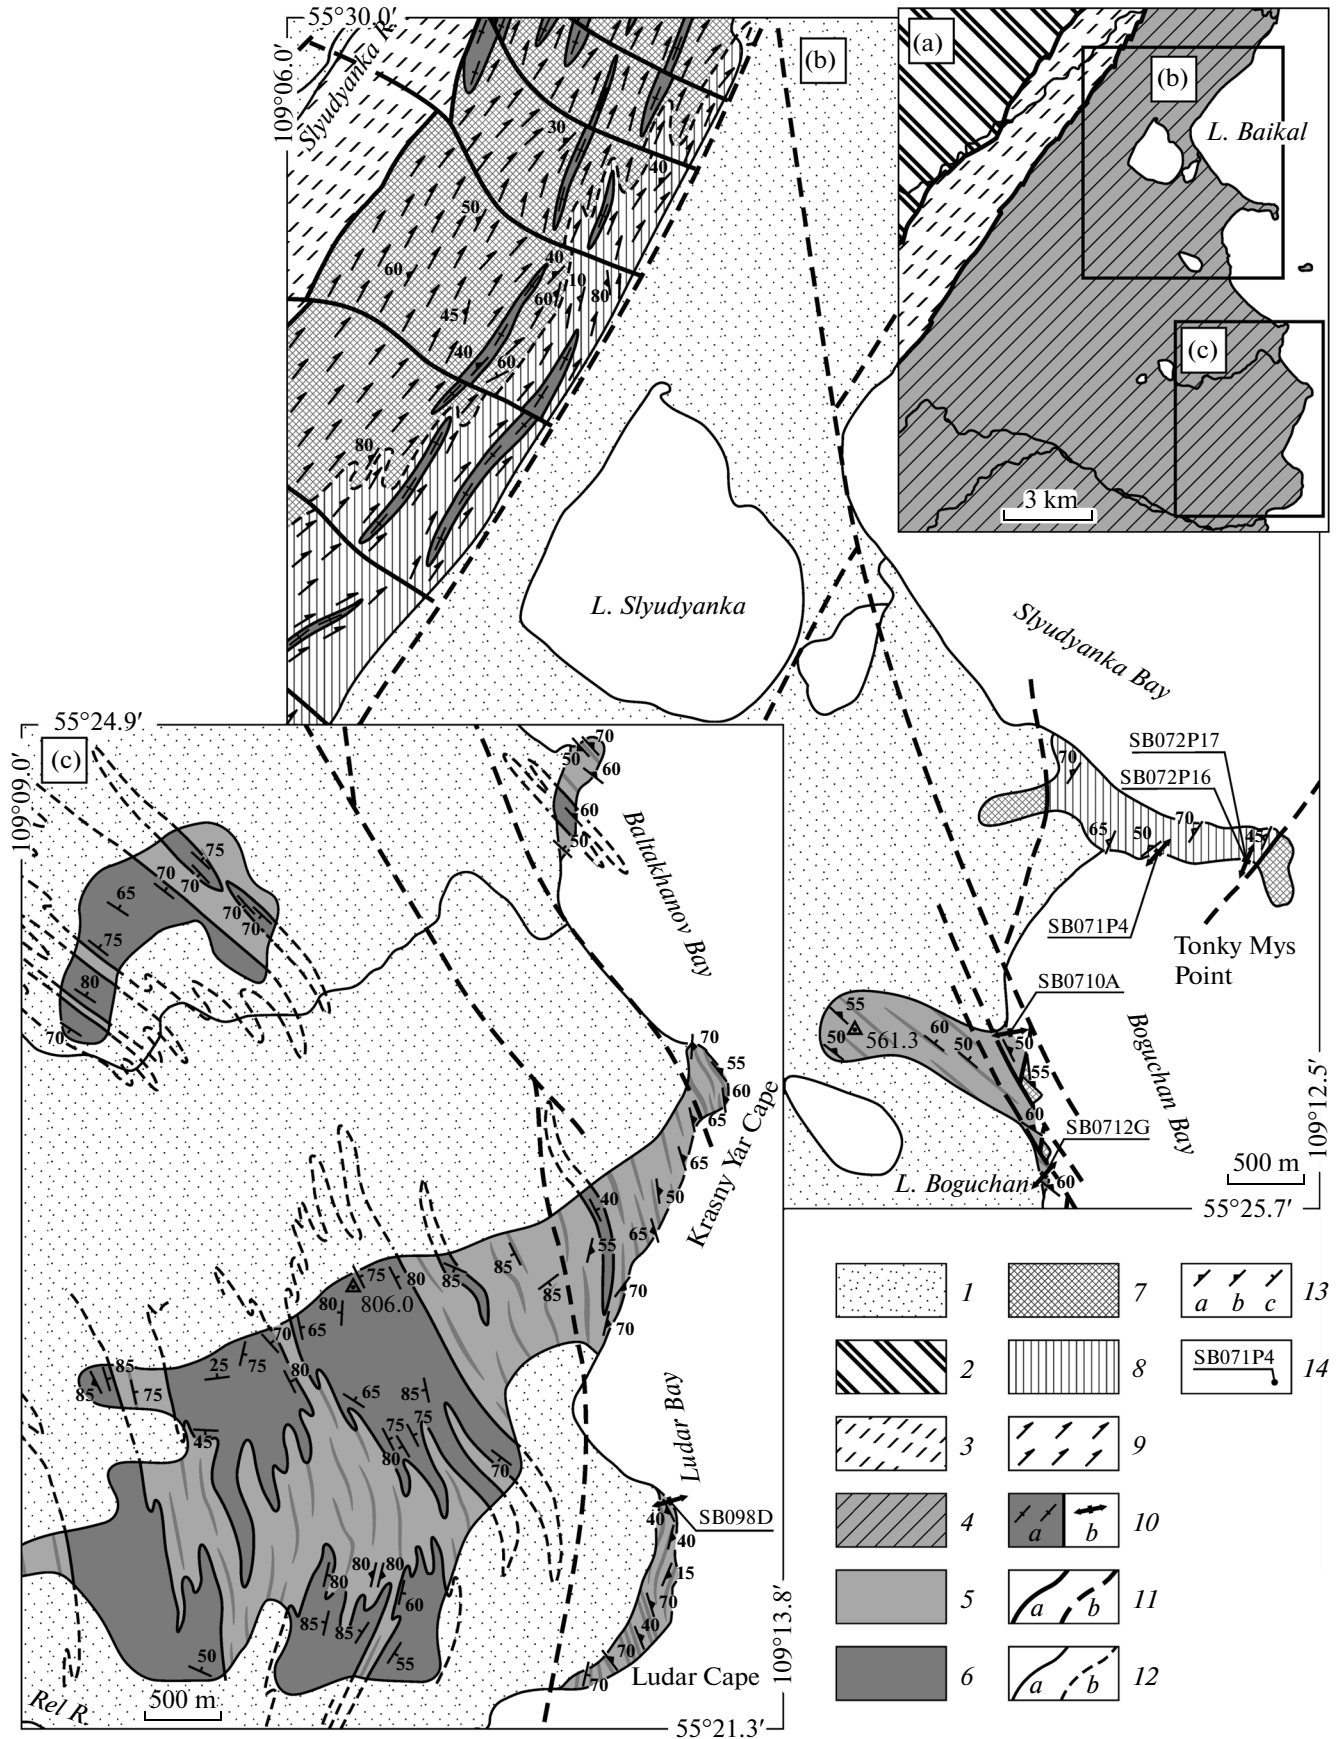 55°30.0′
109°06.0′
Slyudyanka R.
(b)
30
40
50
60
40
10
60
80
45
40
60
80
L. Slyudyanka
(a)
(b)
L. Baikal
(c)
3 km
Slyudyanka Bay
SB072P17
SB072P16
70
65
50
70
45
SB071P4
Tonky Mys
Point
SB0710A
55
50
561.3
60
50
50
55
60
Boguchan Bay
SB0712G
L. Boguchan
60
500 m
109°12.5′
55°25.7′
55°24.9′
109°09.0′
(c)
70
50
60
60
50
Baltakhanov Bay
75
70
70
65
70
70
75
80
70
70
55
60
65
Krasny Yar Cape
65
50
40
65
55
85
85
85
70
70
75
80
806.0
80
65
70
25
75
80
85
85
75
65
85
75
75
80
45
70
Ludar Bay
SB098D
40
40
15
70
40
70
70
Ludar Cape
80
80
80
60
85
85
55
50
Rel R.
500 m
109°13.8′
55°21.3′
1
2
3
4
5
6
7
8
9
a
b
10
a
b
11
a
b
12
a
b
c
13
SB071P4
14